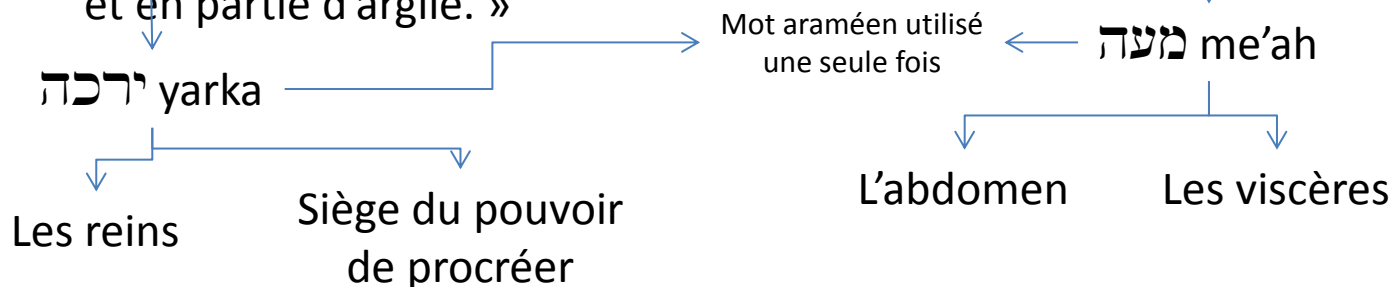 et en partie d'argile. »
Mot araméen utilisé
une seule fois
מעה me’ah
ירכה yarka
L’abdomen
Les viscères
Les reins
Siège du pouvoir
de procréer